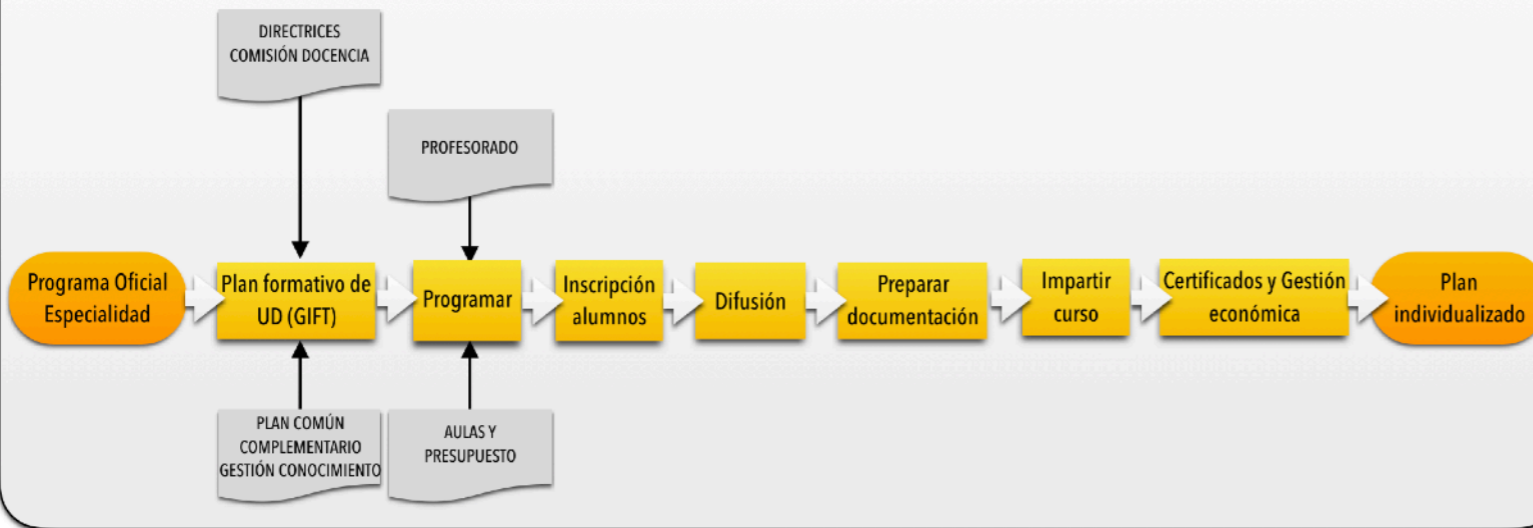 DIRECTRICES
COMISIÓN DOCENCIA
PROFESORADO
Programa Oficial
Especialidad
Plan formativo de
UD (GIFT)
Programar
Inscripción
alumnos
Difusión
Preparar
documentación
Impartir
curso
Certificados y Gestión
económica
Plan
individualizado
PLAN COMÚN
COMPLEMENTARIO
GESTIÓN CONOCIMIENTO
AULAS Y
PRESUPUESTO